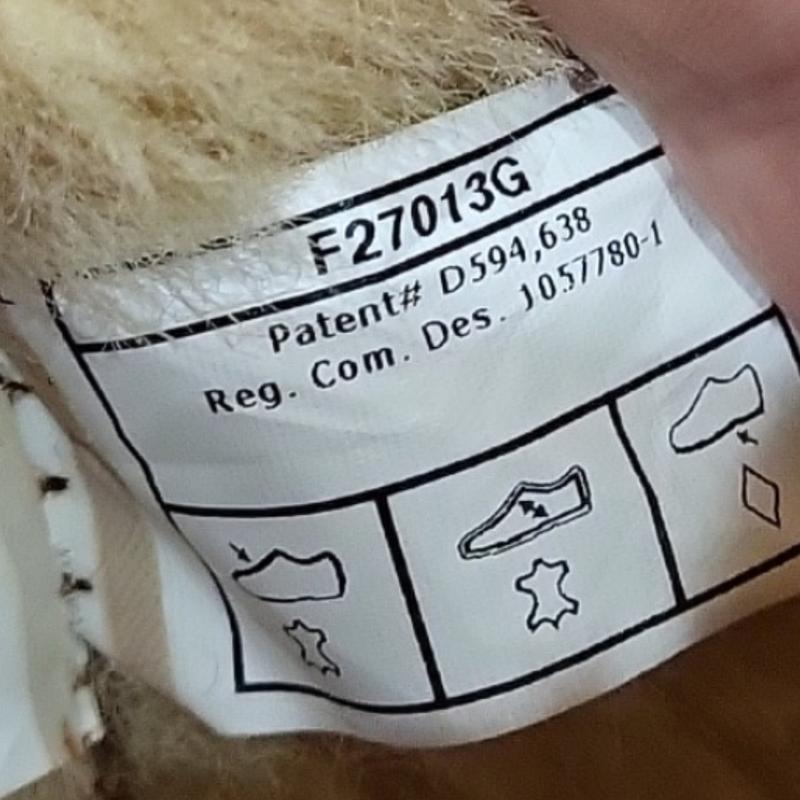 F27013G
Patent# D594,638
Reg. Com. Des. 1057780-1